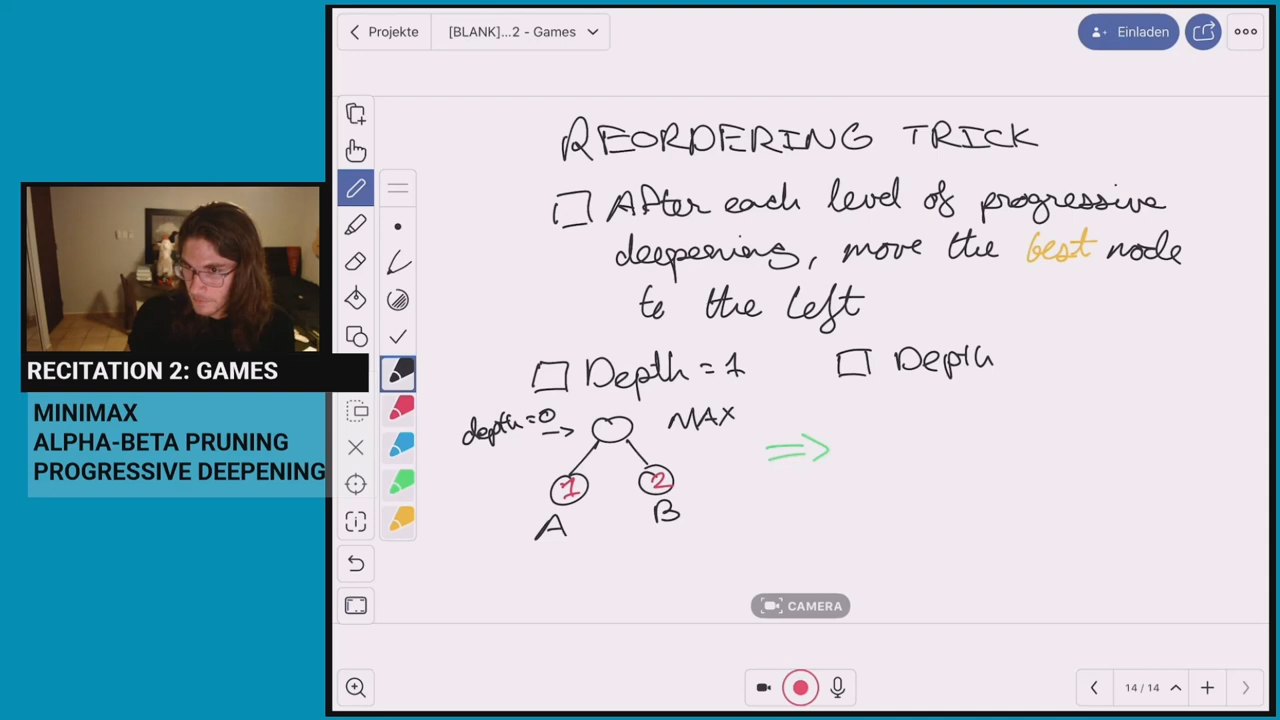 Projekte
[BLANK]...2 - Games
Einladen
REORDERING TRICK
After each level of progressive
deepening, move the best node
to the left
Depth = 1
Depth
depth = 0
MAX
1
2
A
B
RECITATION 2: GAMES
MINIMAX
ALPHA-BETA PRUNING
PROGRESSIVE DEEPENING
CAMERA
14 / 14